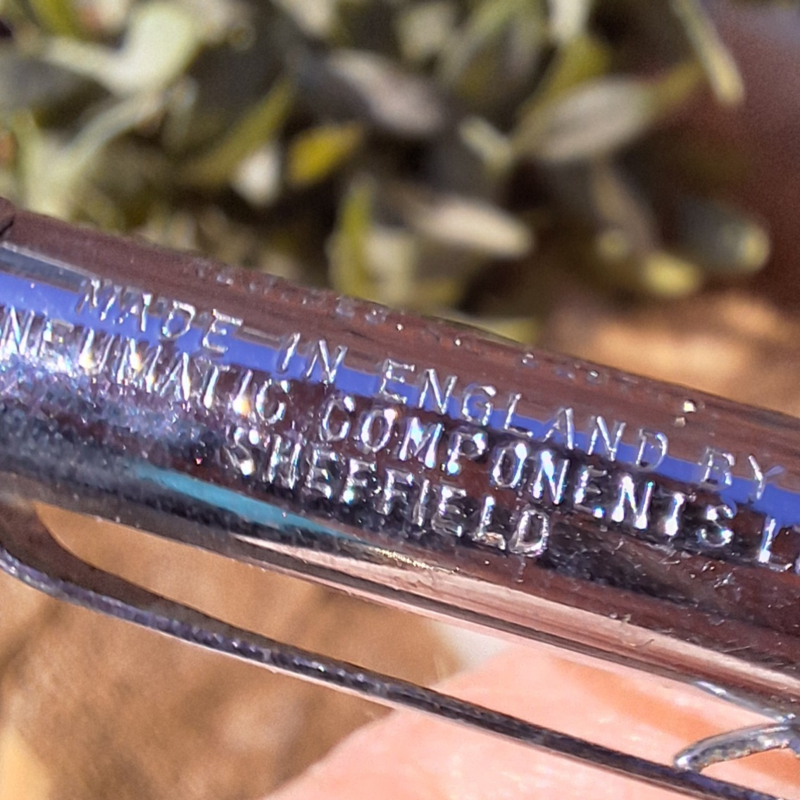 MADE IN ENGLAND BY
NEUMATIC COMPONENTS L
SHEFFIELD